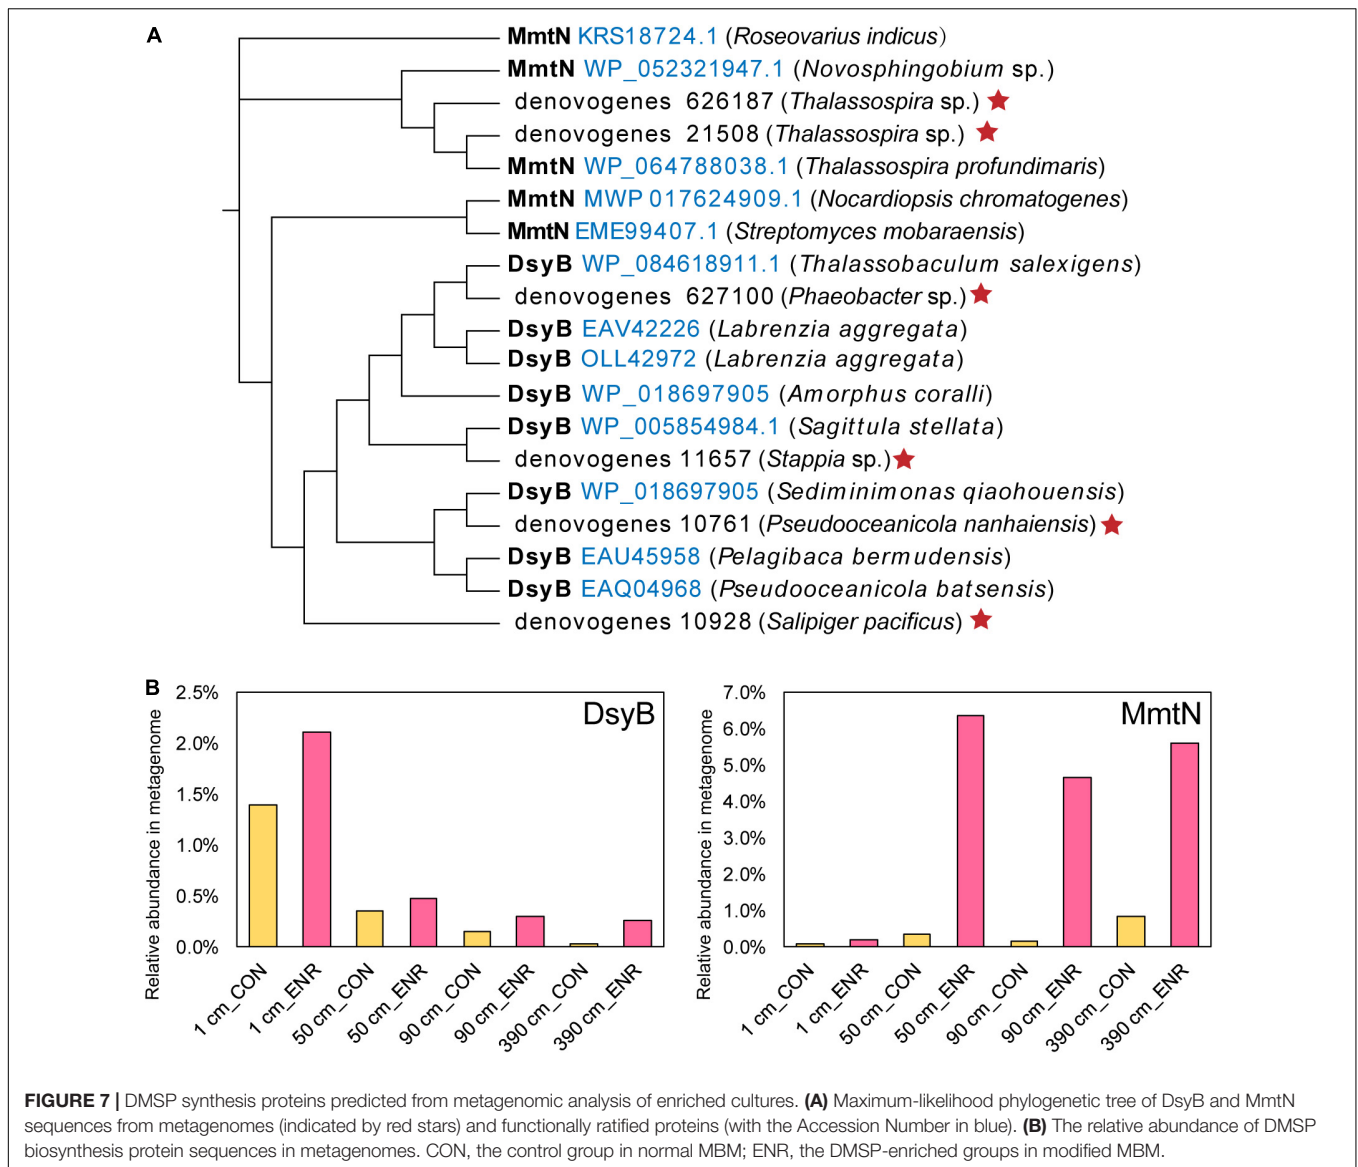 A
MmtN KRS18724.1 (Roseovarius indicus)
MmtN WP_052321947.1 (Novosphingobium sp.)
denovogenes 626187 (Thalassospira sp.)
denovogenes 21508 (Thalassospira sp.)
MmtN WP_064788038.1 (Thalassospira profundimaris)
MmtN MWP 017624909.1 (Nocardiopsis chromatogenes)
MmtN EME99407.1 (Streptomyces mobaraensis)
DsyB WP_084618911.1 (Thalassobaculum salexigens)
denovogenes 627100 (Phaeobacter sp.)
DsyB EAV42226 (Labrenzia aggregata)
DsyB OLL42972 (Labrenzia aggregata)
DsyB WP_018697905 (Amorphus coralli)
DsyB WP_005854984.1 (Sagittula stellata)
denovogenes 11657 (Stappia sp.)
DsyB WP_018697905 (Sediminimonas qiaohouensis)
denovogenes 10761 (Pseudooceanicola nanhaiensis)
DsyB EAU45958 (Pelagibaca bermudensis)
DsyB EAQ04968 (Pseudooceanicola batsensis)
denovogenes 10928 (Salipiger pacificus)
B
DsyB
Relative abundance in metagenome
2.5%
2.0%
1.5%
1.0%
0.5%
0.0%
1 cm_CON
1 cm_ENR
50 cm_CON
50 cm_ENR
90 cm_CON
90 cm_ENR
390 cm_CON
390 cm_ENR
MmtN
Relative abundance in metagenome
7.0%
6.0%
5.0%
4.0%
3.0%
2.0%
1.0%
0.0%
1 cm_CON
1 cm_ENR
50 cm_CON
50 cm_ENR
90 cm_CON
90 cm_ENR
390 cm_CON
390 cm_ENR
FIGURE 7 | DMSP synthesis proteins predicted from metagenomic analysis of enriched cultures. (A) Maximum-likelihood phylogenetic tree of DsyB and MmtN
sequences from metagenomes (indicated by red stars) and functionally ratified proteins (with the Accession Number in blue). (B) The relative abundance of DMSP
biosynthesis protein sequences in metagenomes. CON, the control group in normal MBM; ENR, the DMSP-enriched groups in modified MBM.